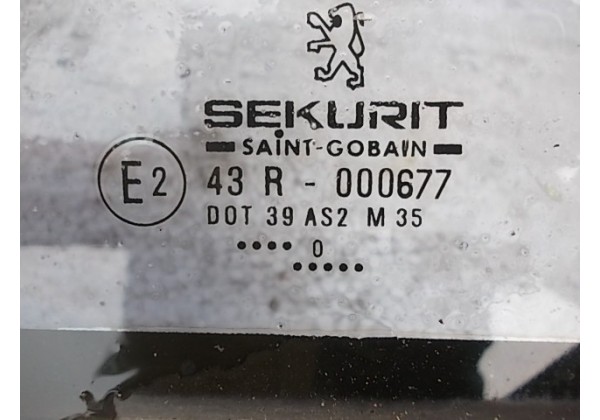 SEKURIT
SAINT-GOBAIN
E2
43 R - 000677
DOT 39 AS2 M 35
.... 0
.....